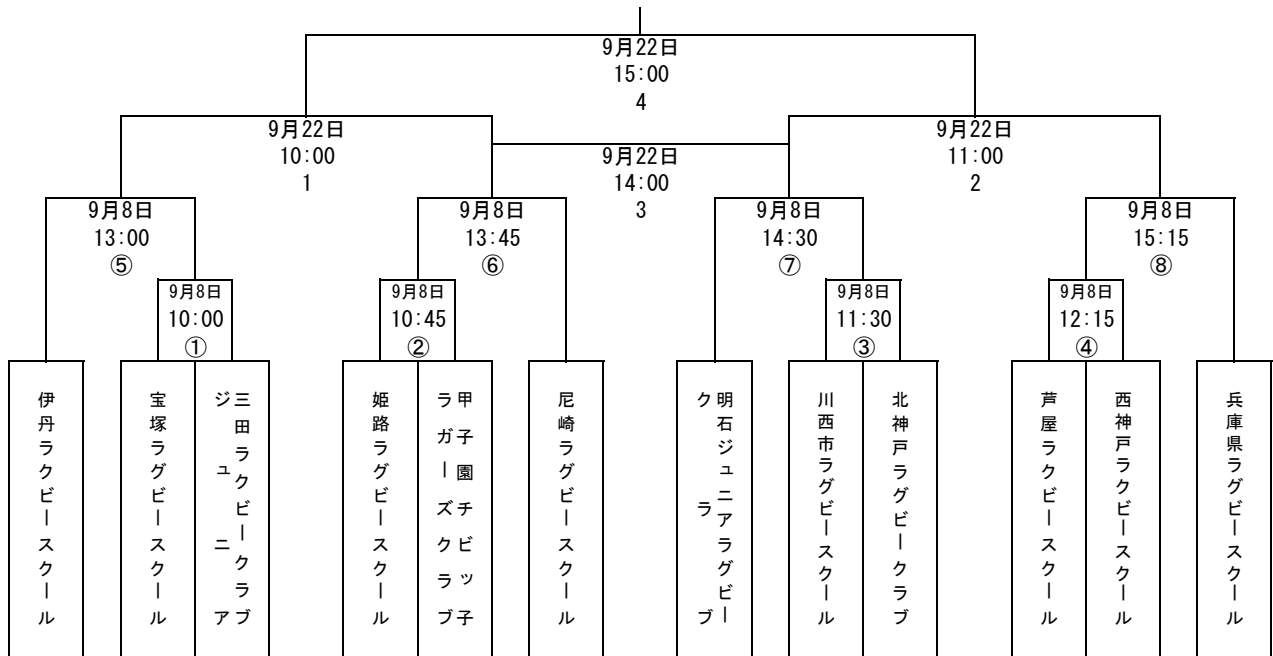 9月22日
15:00
4
9月22日
10:00
1
9月22日
14:00
3
9月22日
11:00
2
9月8日
13:00
⑤
9月8日
13:45
⑥
9月8日
14:30
⑦
9月8日
15:15
⑧
9月8日
10:00
①
9月8日
10:45
②
9月8日
11:30
③
9月8日
12:15
④
伊丹ラクビースクール
宝塚ラグビースクール
三田ラクビークラブ
ジュニア
姫路ラグビースクール
甲子園チビッ子
ラガーズクラブ
尼崎ラグビースクール
明石ジュニアラグビー
クラブ
川西市ラグビースクール
北神戸ラグビークラブ
芦屋ラクビースクール
西神戸ラクビースクール
兵庫県ラグビースクール